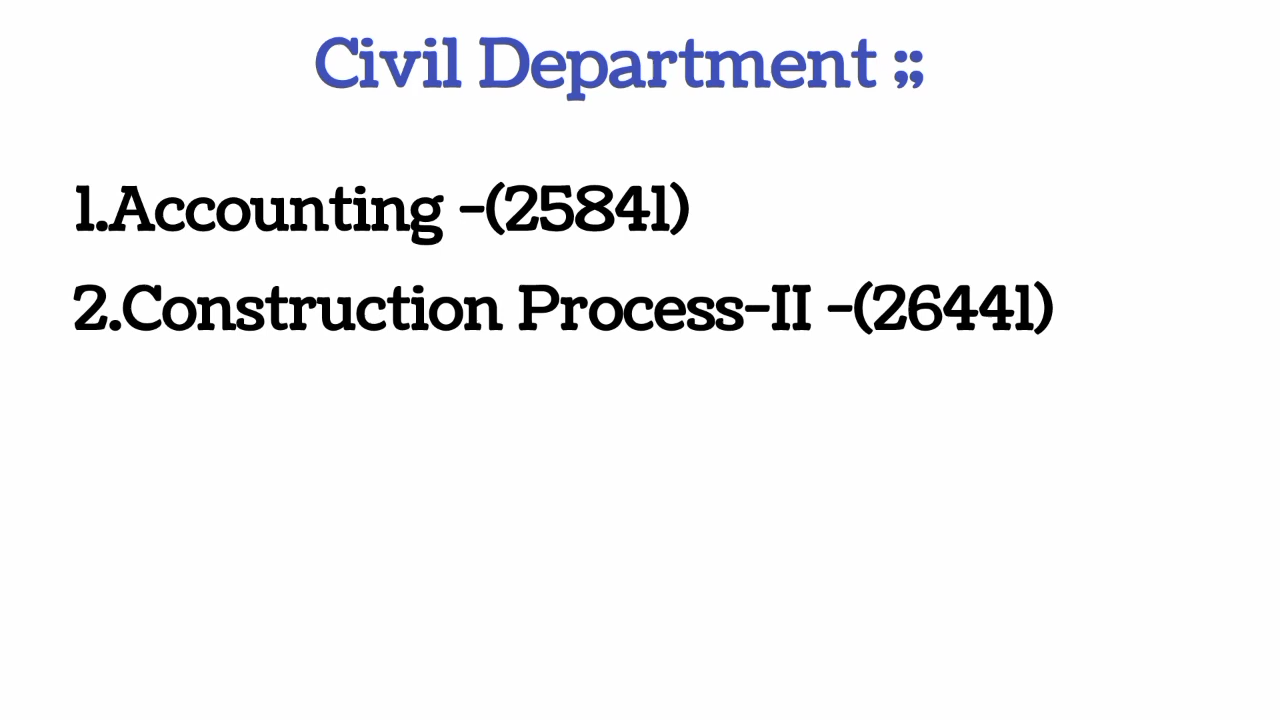 Civil Department ;;
1.Accounting -(25841)
2.Construction Process-II -(26441)